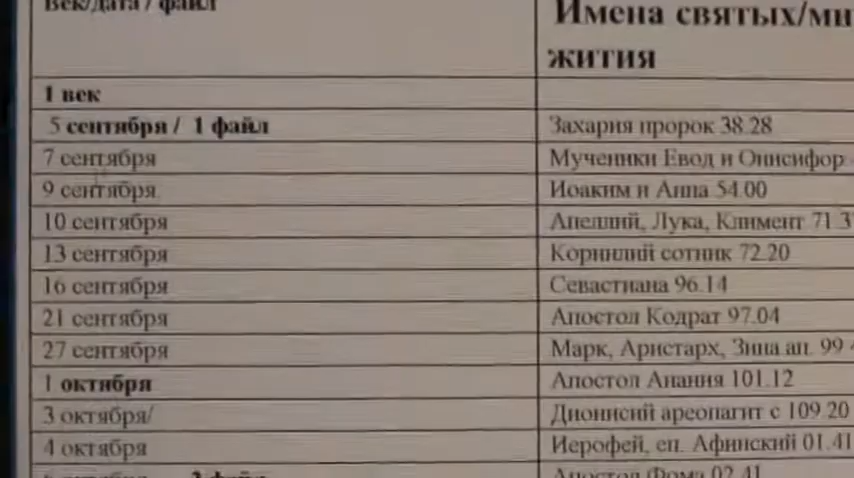 Век/дата / файл
Имена святых/
жития
1 век
5 сентября / 1 файл
Захария пророк 38.28
7 сентября
Мученики Евод и Онисифор
9 сентября
Иоаким и Анна 54.00
10 сентября
Апеллий, Лука, Климент 71.3
13 сентября
Корнилий сотник 72.20
16 сентября
Севастиана 96.14
21 сентября
Апостол Кодрат 97.04
27 сентября
Марк, Аристарх, Зина ап. 99
1 октября
Апостол Анания 101.12
3 октября/
Дионисий ареопагит с 109.20
4 октября
Иерофей, еп. Афинский 01.41
файл
Апостол Фома 02.41